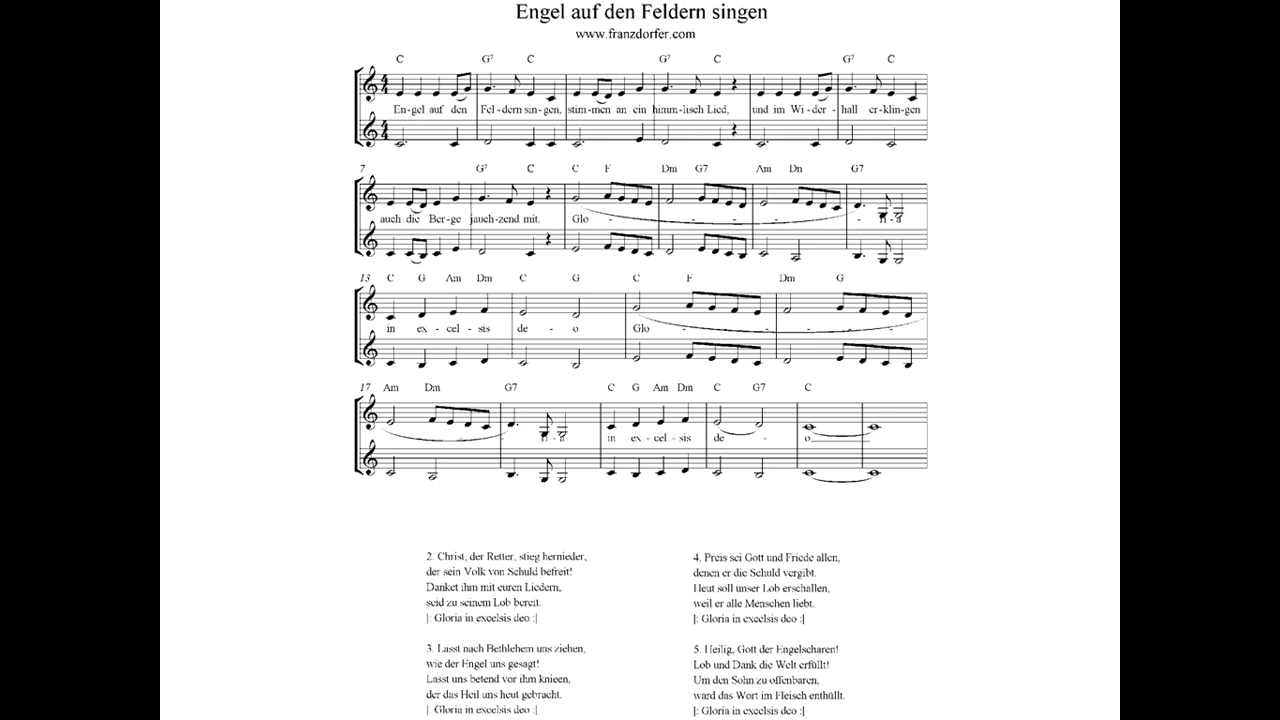 Engel auf den Feldern singen
www.franzdorfer.com
C G7 C G7 C G7 C
En-gel auf den Fel-dern sin-gen, stim-men an ein himm-lisch Lied, und im Wi-der-hall er-klin-gen
7 G7 C C F Dm G7 Am Dn G7
auch die Ber-ge jauch-zend mit. Glo - - - - - ri-a
13 C G Am Dm C G C F Dm G
in ex-cel-sis de-o Glo - - - -
17 Am Dm G7 C G Am Dm C G7 C
- - ri-a in ex-cel-sis de - o
2. Christ, der Retter, stieg hernieder,
der sein Volk von Schuld befreit!
Danket ihm mit euren Liedern,
seid zu seinem Lob bereit.
|: Gloria in excelsis deo :|
3. Lasst nach Bethlehem uns ziehen,
wie der Engel uns gesagt!
Lasst uns betend vor ihm knieen,
der das Heil uns heut gebracht.
|: Gloria in excelsis deo :|
4. Preis sei Gott und Friede allen,
denen er die Schuld vergibt.
Heut soll unser Lob erschallen,
weil er alle Menschen liebt.
|: Gloria in excelsis deo :|
5. Heilig, Gott der Engelscharen!
Lob und Dank die Welt erfüllt!
Um den Sohn zu offenbaren,
ward das Wort im Fleisch enthüllt.
|: Gloria in excelsis deo :|